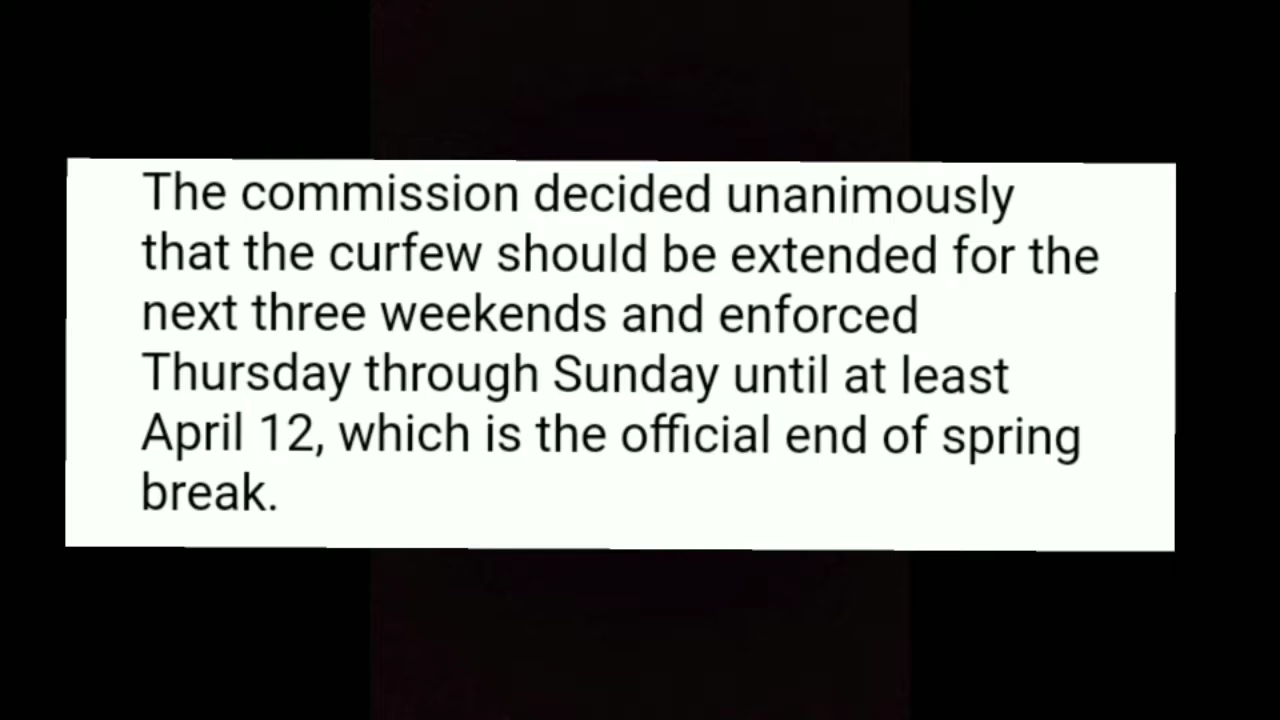 The commission decided unanimously
that the curfew should be extended for the
next three weekends and enforced
Thursday through Sunday until at least
April 12, which is the official end of spring
break.